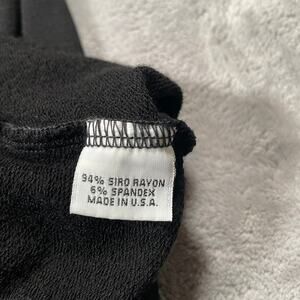 94% SIRO RAYON
6% SPANDEX
MADE IN U.S.A.